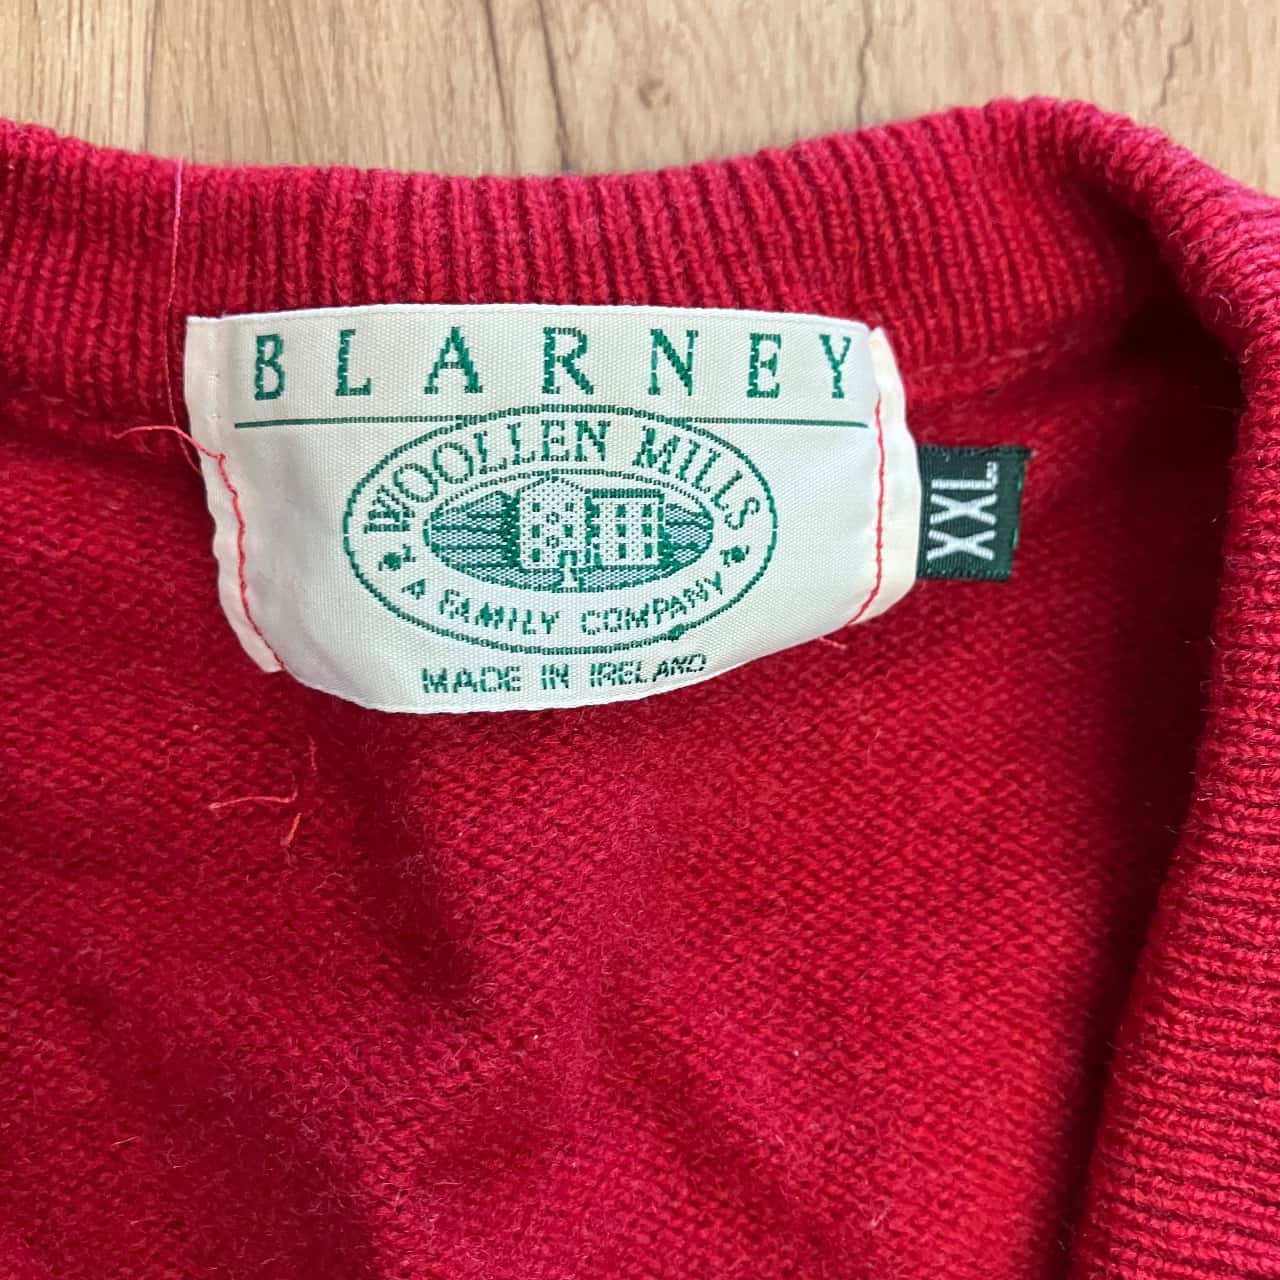 BLARNEY
WOOLLEN MILLS
A FAMILY COMPANY
MADE IN IRELAND
XXL